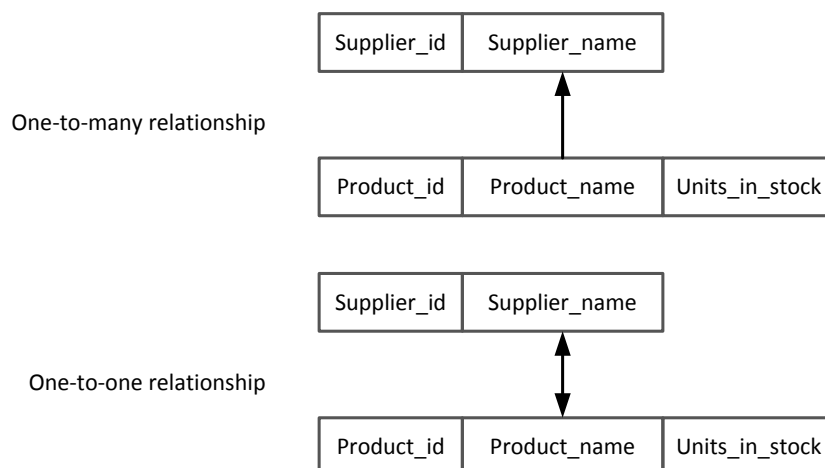 Supplier_id Supplier_name
One-to-many relationship
Product_id Product_name Units_in_stock
Supplier_id Supplier_name
One-to-one relationship
Product_id Product_name Units_in_stock